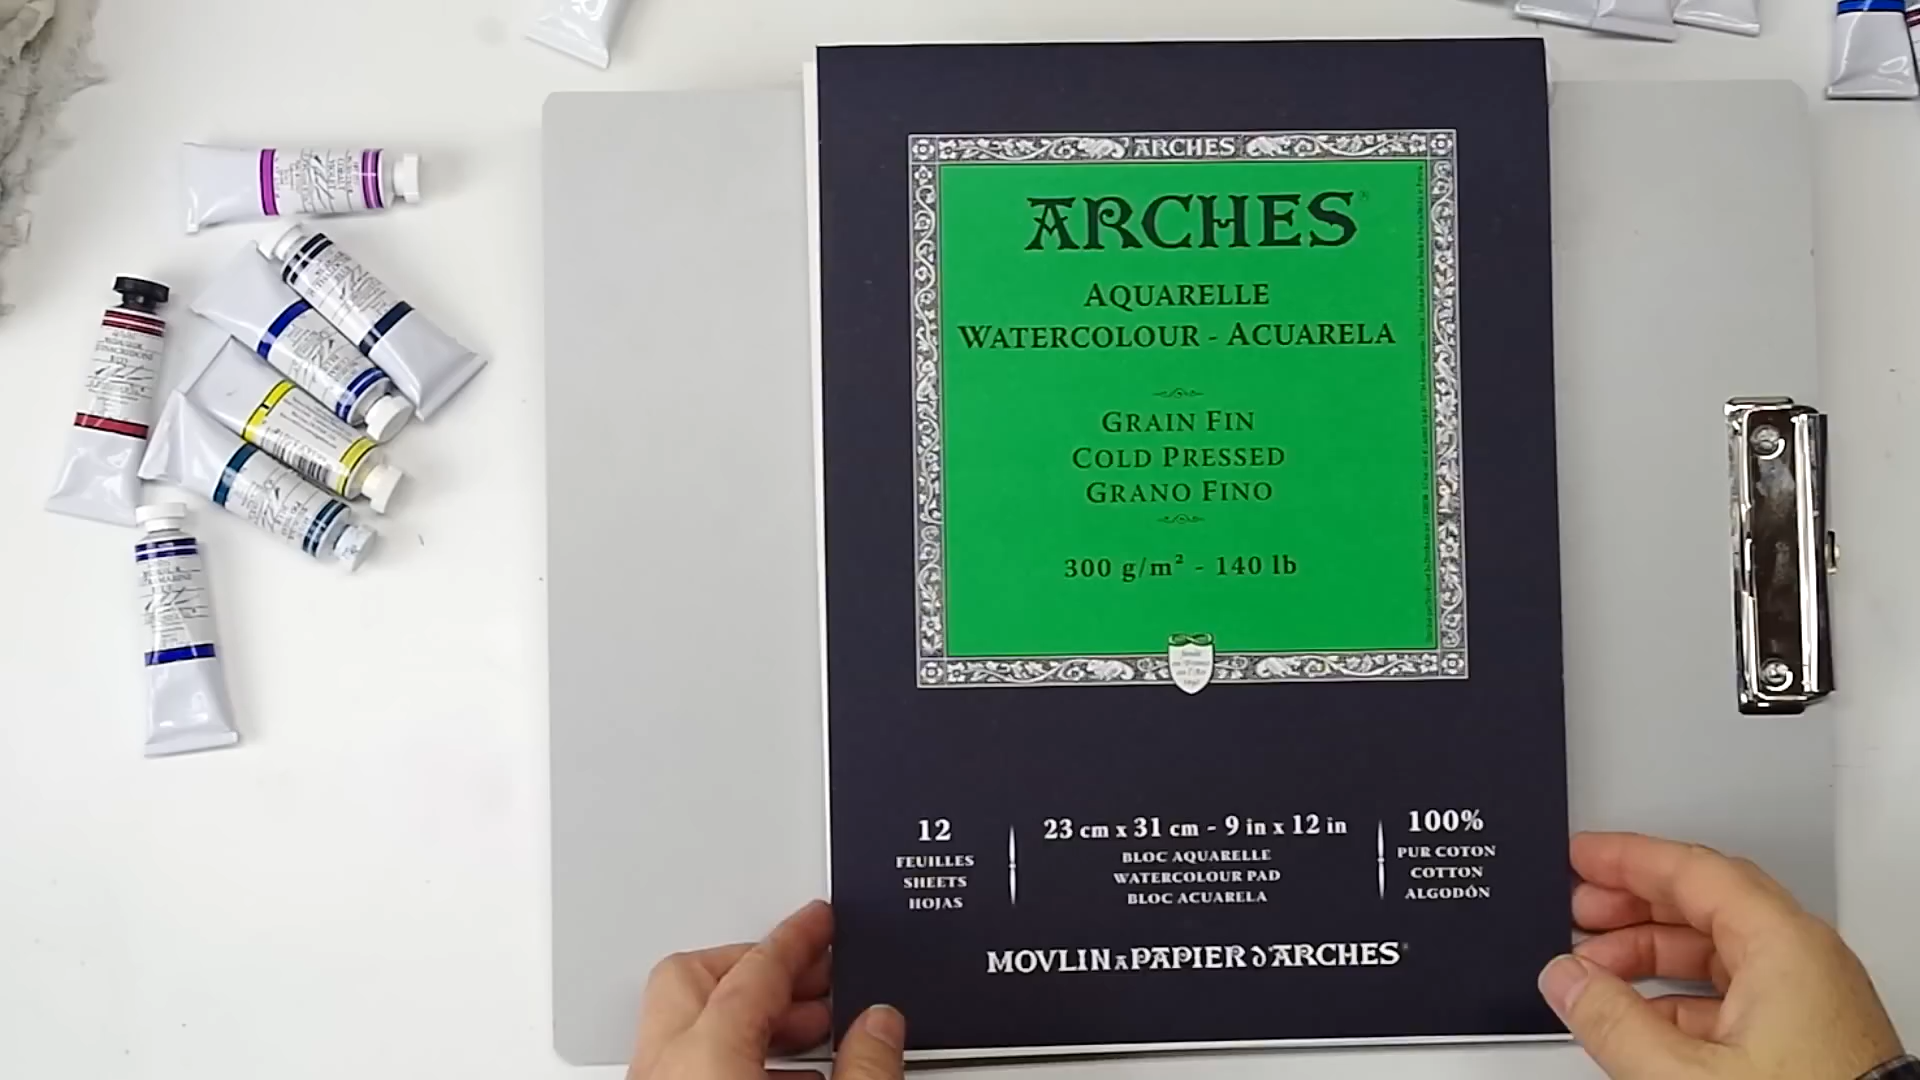 ARCHES
ARCHES
AQUARELLE
WATERCOLOUR - ACUARELA
GRAIN FIN
COLD PRESSED
GRANO FINO
300 g/m² - 140 lb
12
FEUILLES
SHEETS
HOJAS
23 cm x 31 cm - 9 in x 12 in
BLOC AQUARELLE
WATERCOLOUR PAD
BLOC ACUARELA
100%
PUR COTON
COTTON
ALGODÓN
MOVLIN A PAPIER d'ARCHES